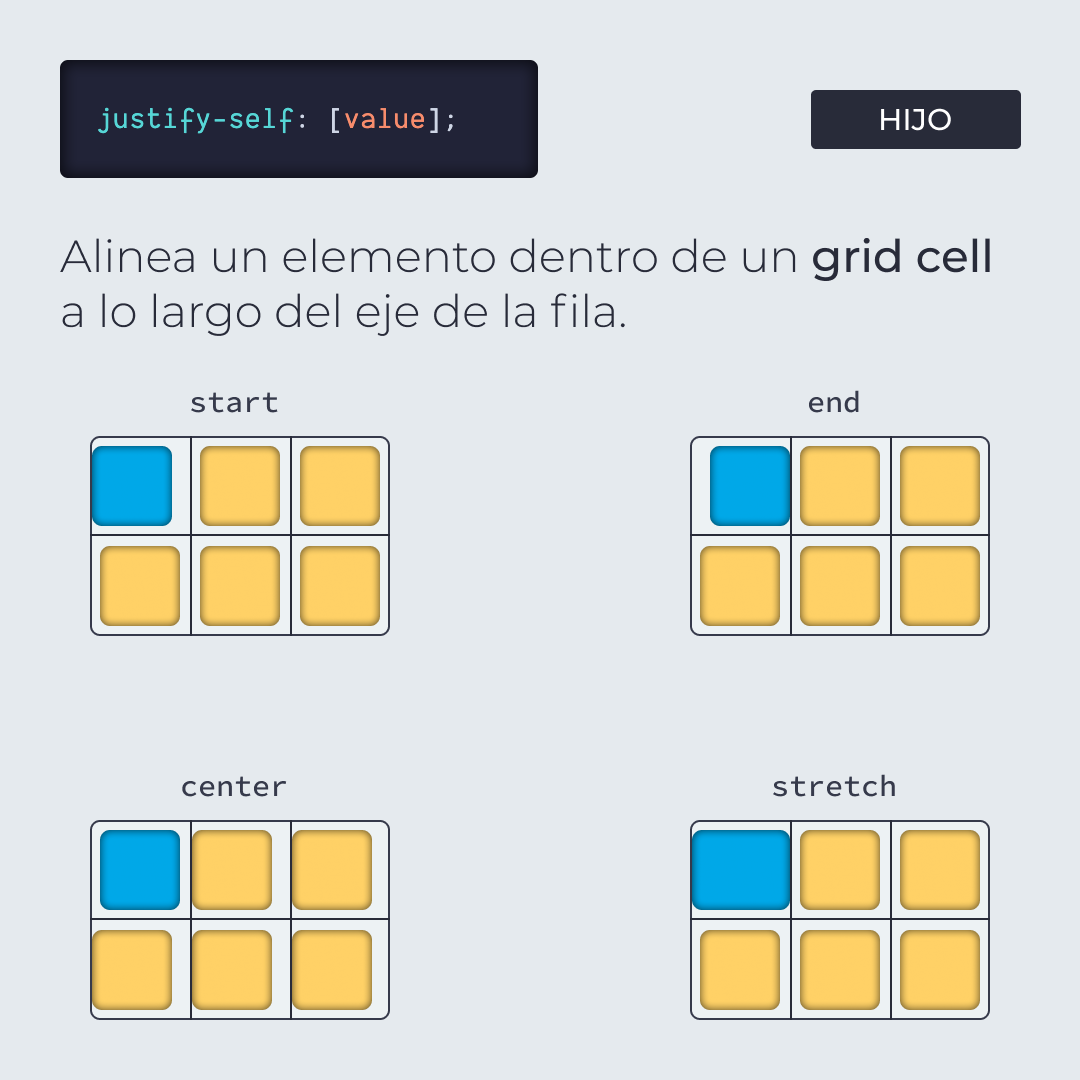 justify-self: [value];
HIJO
Alinea un elemento dentro de un grid cell
a lo largo del eje de la fila.
start
end
center
stretch